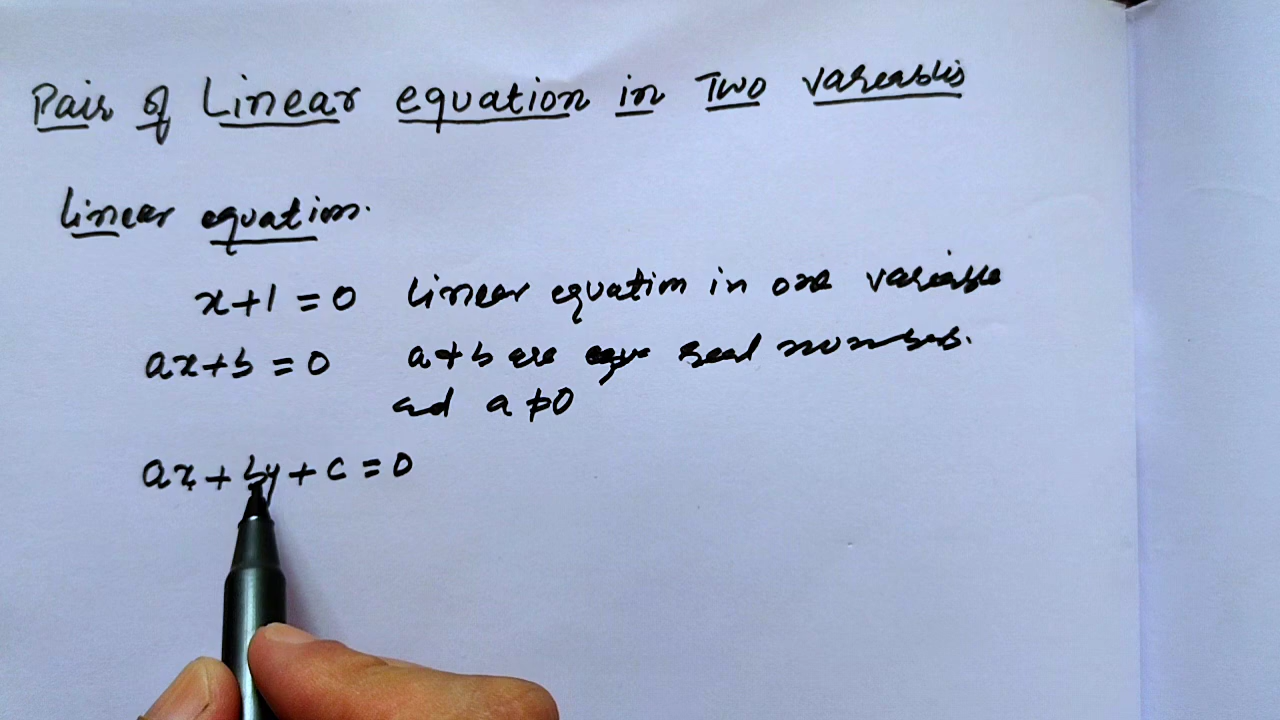 Pair of Linear equation in Two variables
Linear equation.
x+1=0 Linear equation in one variable
ax+b=0 a & b are real numbers.
and a≠0
ax+by+c=0